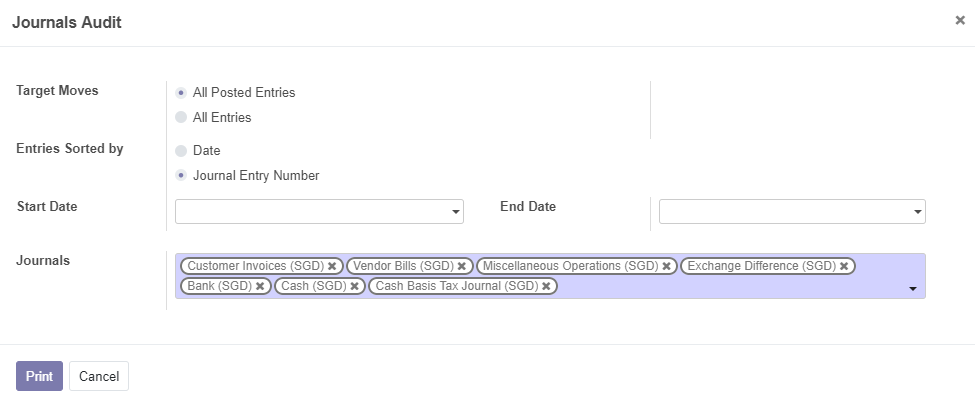 Journals Audit ×
Target Moves
All Posted Entries
All Entries
Entries Sorted by
Date
Journal Entry Number
Start Date
End Date
Journals
Customer Invoices (SGD) ✖ Vendor Bills (SGD) ✖ Miscellaneous Operations (SGD) ✖ Exchange Difference (SGD) ✖
Bank (SGD) ✖ Cash (SGD) ✖ Cash Basis Tax Journal (SGD) ✖
Print Cancel